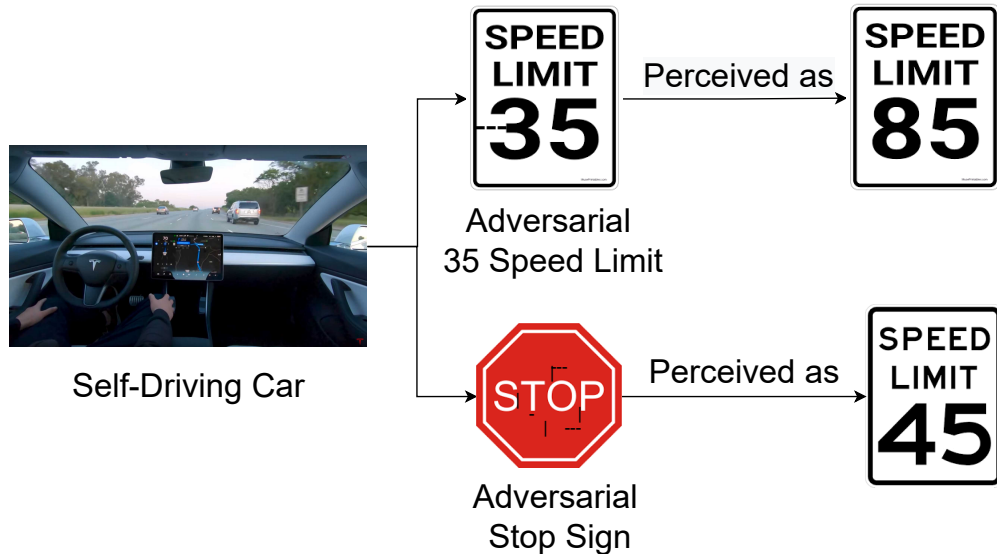 SPEED
LIMIT
35
Perceived as
SPEED
LIMIT
85
Adversarial
35 Speed Limit
Self-Driving Car
STOP
Perceived as
SPEED
LIMIT
45
Adversarial
Stop Sign